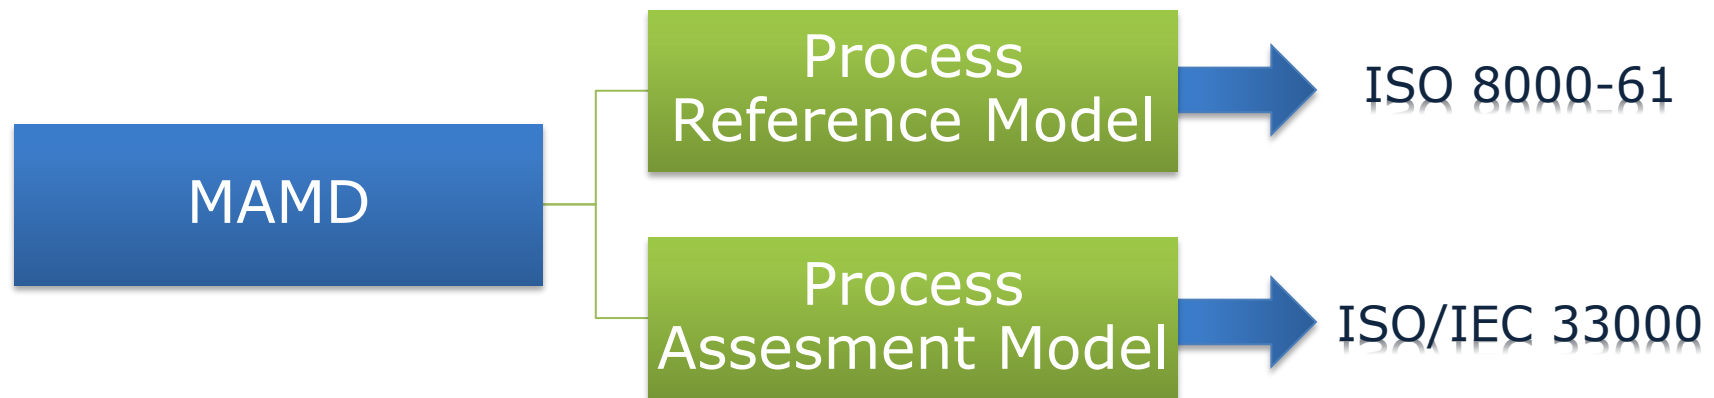 MAMD
Process
Reference Model
ISO 8000-61
Process
Assesment Model
ISO/IEC 33000